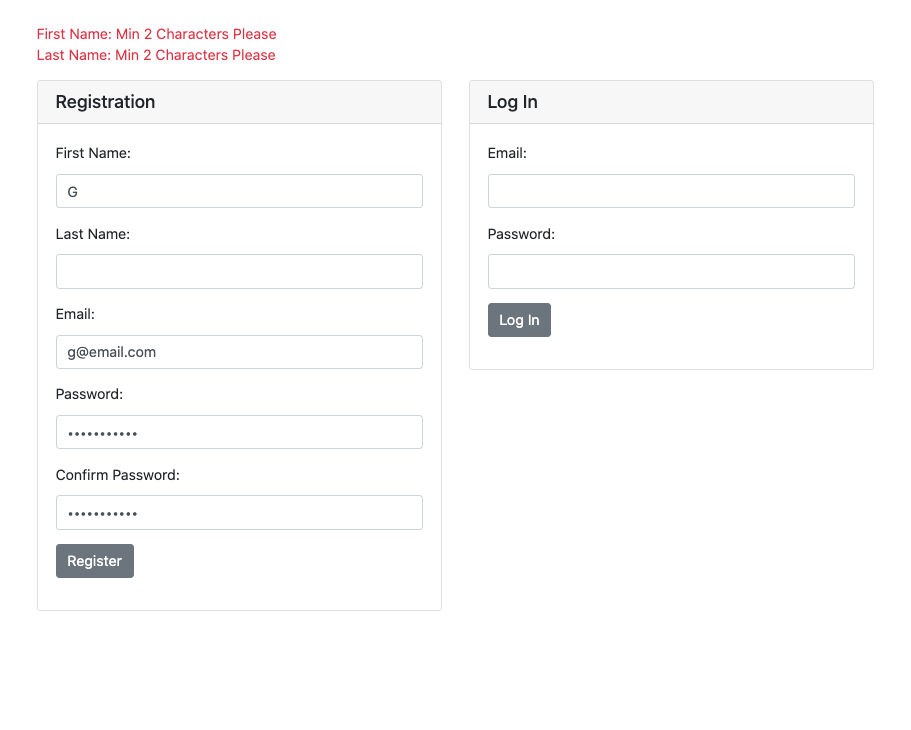 First Name: Min 2 Characters Please
Last Name: Min 2 Characters Please
Registration
First Name:
G
Last Name:
Email:
g@email.com
Password:
•••••••••••
Confirm Password:
•••••••••••
Register
Log In
Email:
Password:
Log In